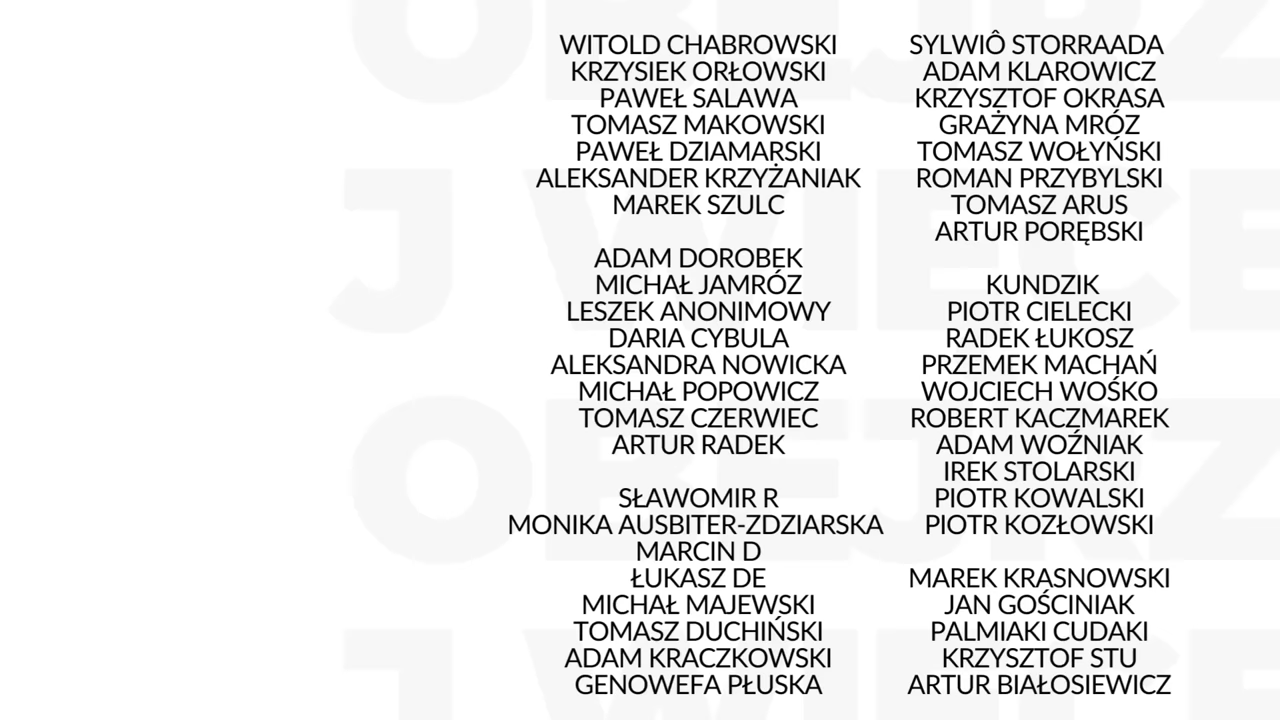 WITOLD CHABROWSKI
KRZYSIEK ORŁOWSKI
PAWEŁ SALAWA
TOMASZ MAKOWSKI
PAWEŁ DZIAMARSKI
ALEKSANDER KRZYŻANIAK
MAREK SZULC
ADAM DOROBEK
MICHAŁ JAMRÓZ
LESZEK ANONIMOWY
DARIA CYBULA
ALEKSANDRA NOWICKA
MICHAŁ POPOWICZ
TOMASZ CZERWIEC
ARTUR RADEK
SŁAWOMIR R
MONIKA AUSBITER-ZDZIARSKA
MARCIN D
ŁUKASZ DE
MICHAŁ MAJEWSKI
TOMASZ DUCHIŃSKI
ADAM KRACZKOWSKI
GENOWEFA PŁUSKA
SYLWIÔ STORRAADA
ADAM KLAROWICZ
KRZYSZTOF OKRASA
GRAŻYNA MRÓZ
TOMASZ WOŁYŃSKI
ROMAN PRZYBYLSKI
TOMASZ ARUS
ARTUR PORĘBSKI
KUNDZIK
PIOTR CIELECKI
RADEK ŁUKOSZ
PRZEMEK MACHAŃ
WOJCIECH WOŚKO
ROBERT KACZMAREK
ADAM WOŹNIAK
IREK STOLARSKI
PIOTR KOWALSKI
PIOTR KOZŁOWSKI
MAREK KRASNOWSKI
JAN GOŚCINIAK
PALMIAKI CUDAKI
KRZYSZTOF STU
ARTUR BIAŁOSIEWICZ